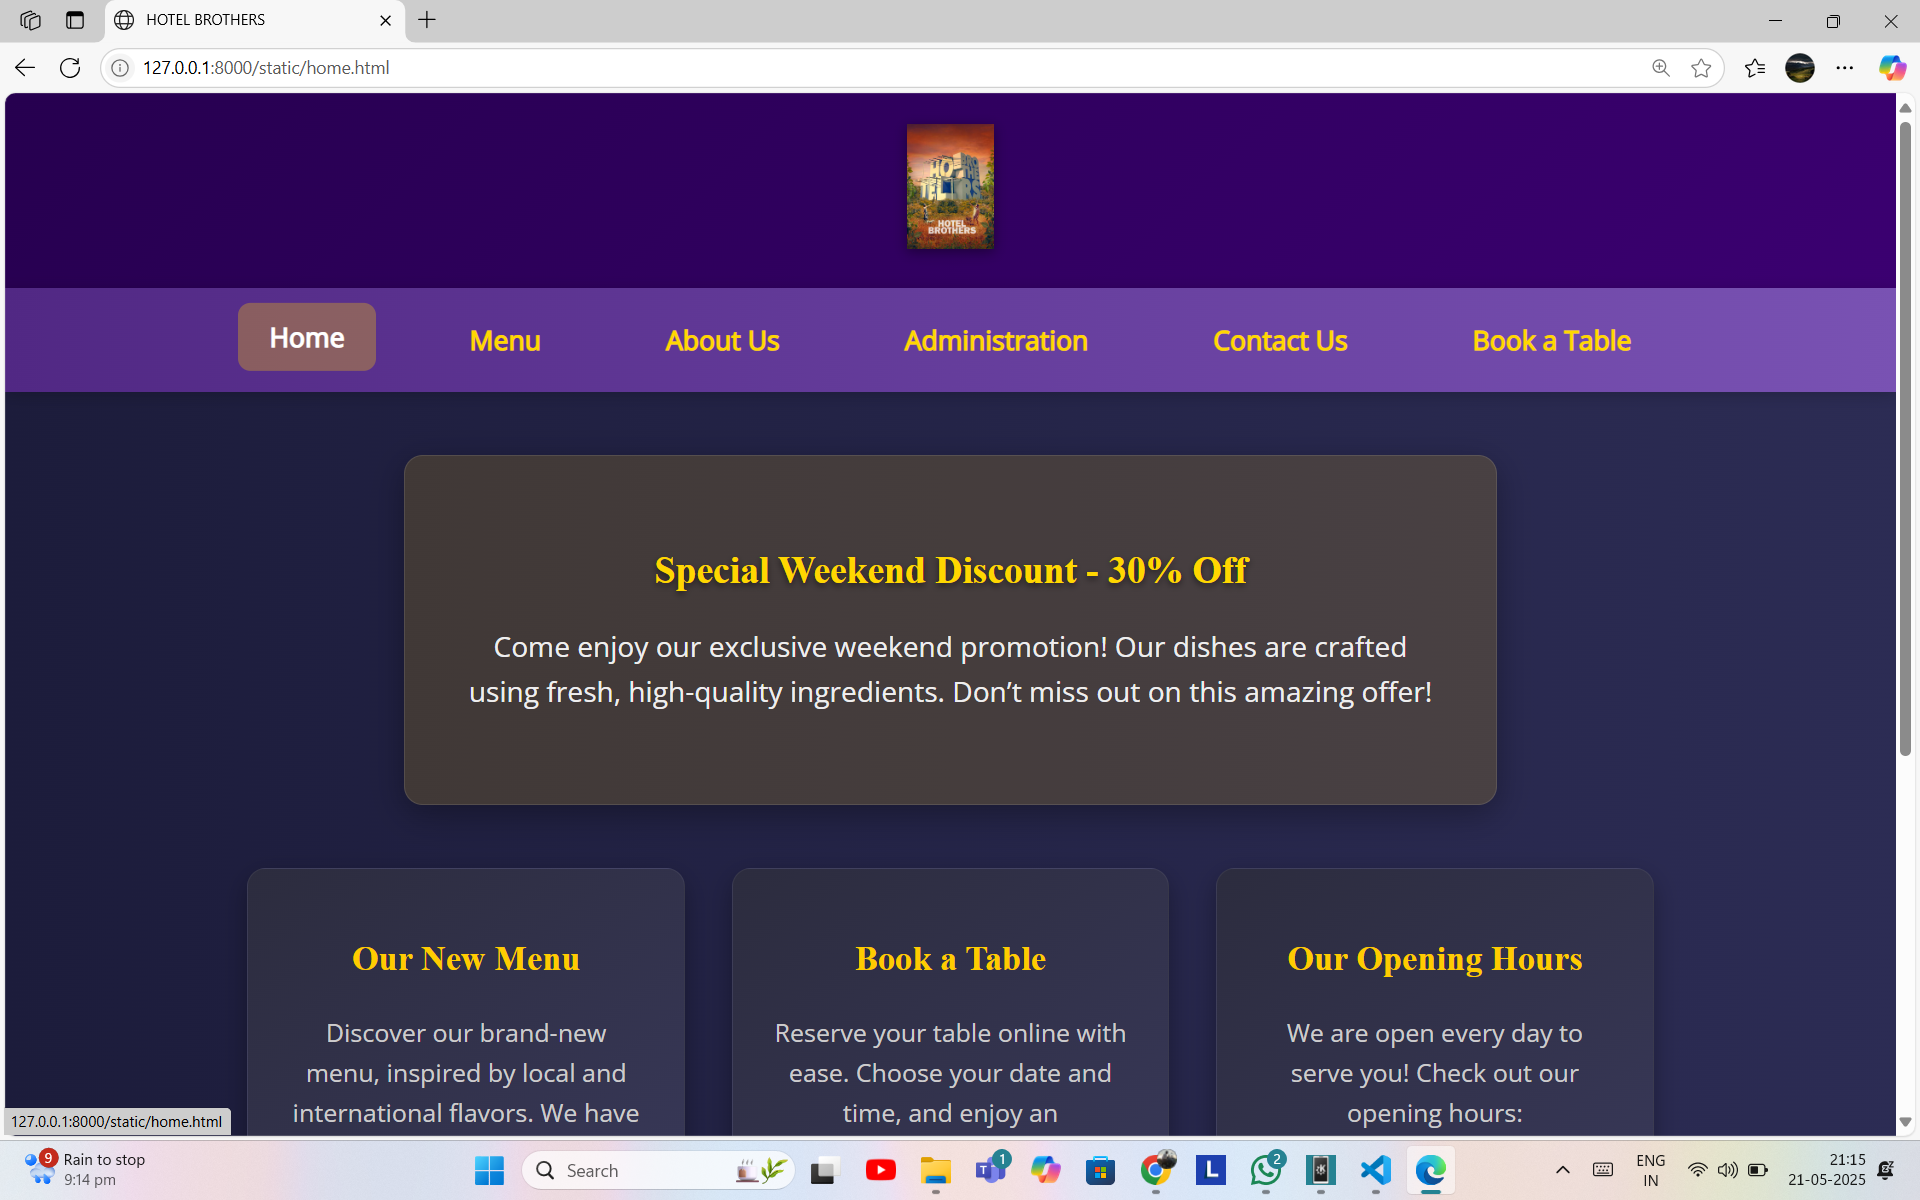 HOTEL BROTHERS
127.0.0.1:8000/static/home.html
HOTEL
BROTHERS
Home
Menu
About Us
Administration
Contact Us
Book a Table
Special Weekend Discount - 30% Off
Come enjoy our exclusive weekend promotion! Our dishes are crafted
using fresh, high-quality ingredients. Don’t miss out on this amazing offer!
Our New Menu
Discover our brand-new
menu, inspired by local and
international flavors. We have
Book a Table
Reserve your table online with
ease. Choose your date and
time, and enjoy an
Our Opening Hours
We are open every day to
serve you! Check out our
opening hours:
127.0.0.1:8000/static/home.html
9
Rain to stop
9:14 pm
Search
T
1
L
2
K
ENG
IN
21:15
21-05-2025